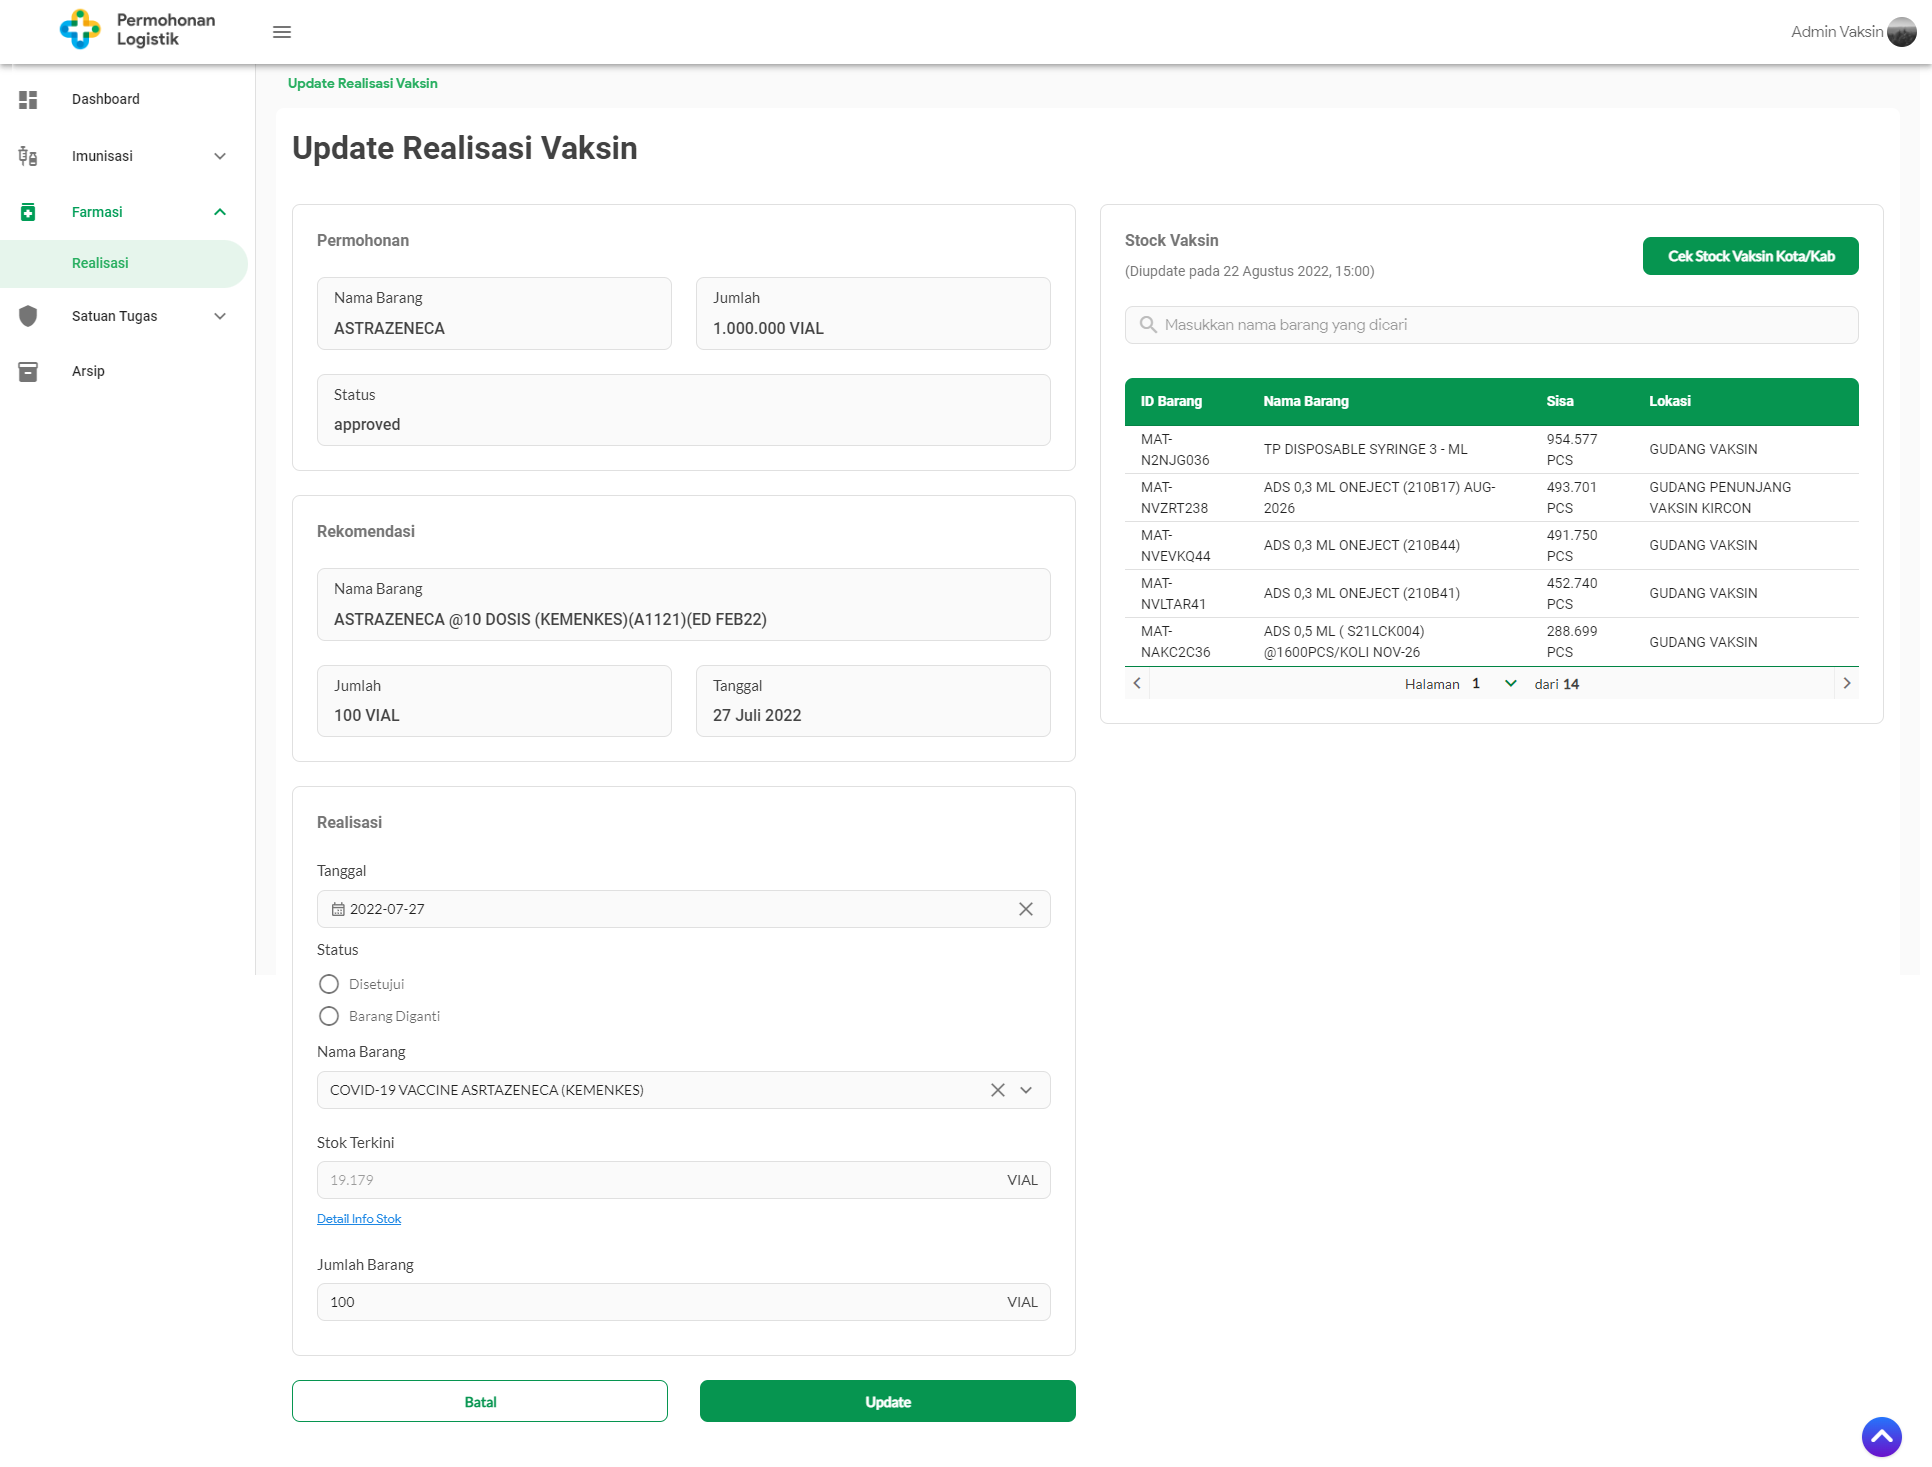 Permohonan
Logistik
Admin Vaksin
Dashboard
Imunisasi
Farmasi
Realisasi
Satuan Tugas
Arsip
Update Realisasi Vaksin
Update Realisasi Vaksin
Permohonan
Nama Barang
ASTRAZENECA
Jumlah
1.000.000 VIAL
Status
approved
Rekomendasi
Nama Barang
ASTRAZENECA @10 DOSIS (KEMENKES)(A1121)(ED FEB22)
Jumlah
100 VIAL
Tanggal
27 Juli 2022
Realisasi
Tanggal
2022-07-27
Status
Disetujui
Barang Diganti
Nama Barang
COVID-19 VACCINE ASRTAZENECA (KEMENKES)
Stok Terkini
19.179 VIAL
Detail Info Stok
Jumlah Barang
100 VIAL
Batal
Update
Stock Vaksin
(Diupdate pada 22 Agustus 2022, 15:00)
Cek Stock Vaksin Kota/Kab
Masukkan nama barang yang dicari
ID Barang Nama Barang Sisa Lokasi
MAT-
N2NJG036
TP DISPOSABLE SYRINGE 3 - ML
954.577
PCS
GUDANG VAKSIN
MAT-
NVZRT238
ADS 0,3 ML ONEJECT (210B17) AUG-
2026
493.701
PCS
GUDANG PENUNJANG
VAKSIN KIRCON
MAT-
NVEVKQ44
ADS 0,3 ML ONEJECT (210B44)
491.750
PCS
GUDANG VAKSIN
MAT-
NVLTAR41
ADS 0,3 ML ONEJECT (210B41)
452.740
PCS
GUDANG VAKSIN
MAT-
NAKC2C36
ADS 0,5 ML ( S21LCK004)
@1600PCS/KOLI NOV-26
288.699
PCS
GUDANG VAKSIN
Halaman 1 dari 14